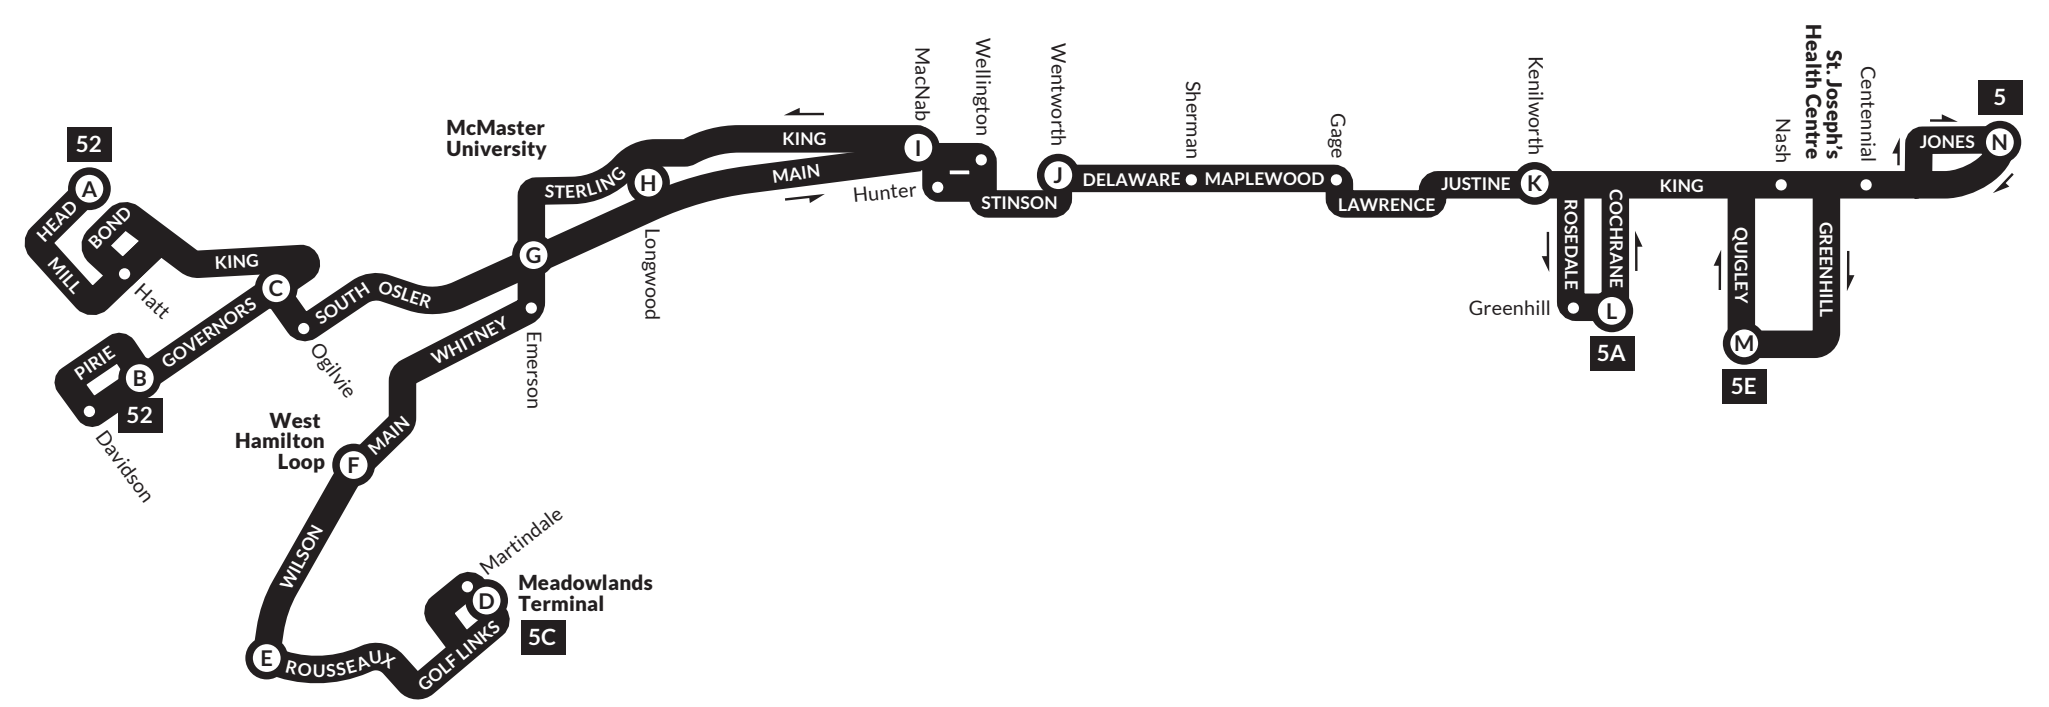 52
A
HEAD
MILL
BOND
Hatt
KING
C
GOVERNORS
PIRIE
B
52
Davidson
SOUTH
OSLER
Ogilvie
McMaster
University
STERLING
H
KING
MAIN
Longwood
G
Emerson
WHITNEY
MAIN
West
Hamilton
Loop
F
WILSON
E
ROUSSEAUX
GOLF LINKS
Martindale
D
Meadowlands
Terminal
5C
MacNab
I
Hunter
Wellington
STINSON
Wentworth
J
DELAWARE
Sherman
MAPLEWOOD
Gage
LAWRENCE
JUSTINE
Kenilworth
K
KING
ROSEDALE
COCHRANE
Greenhill
L
5A
QUIGLEY
GREENHILL
M
5E
Nash
St. Joseph's
Health Centre
Centennial
JONES
N
5